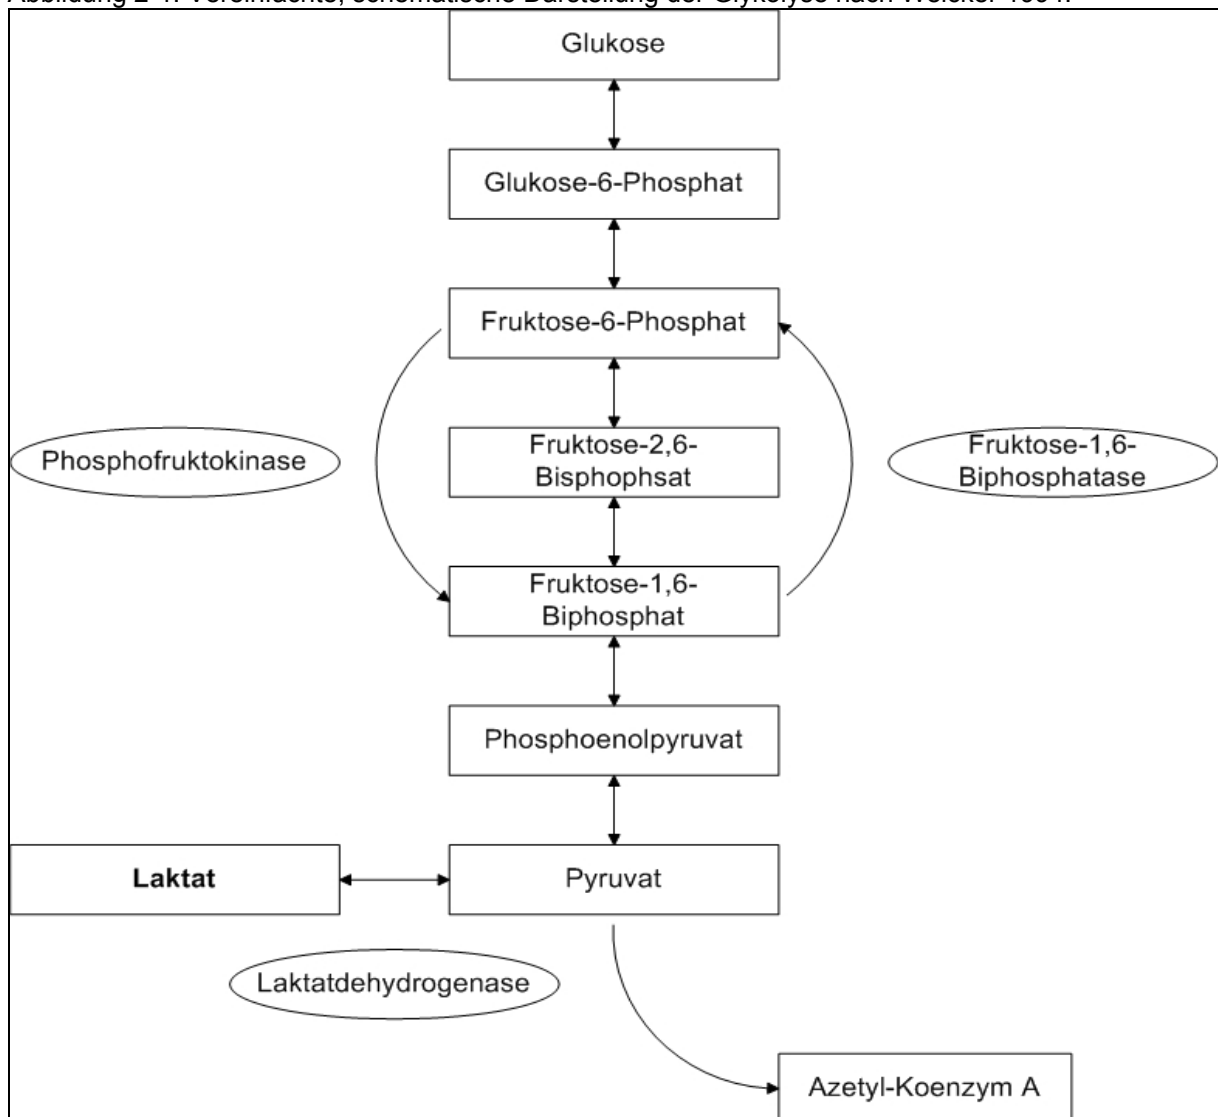 Glukose
Glukose-6-Phosphat
Fruktose-6-Phosphat
Phosphofruktokinase
Fruktose-2,6-
Bisphophsat
Fruktose-1,6-
Biphosphatase
Fruktose-1,6-
Biphosphat
Phosphoenolpyruvat
Laktat
Pyruvat
Laktatdehydrogenase
Azetyl-Koenzym A